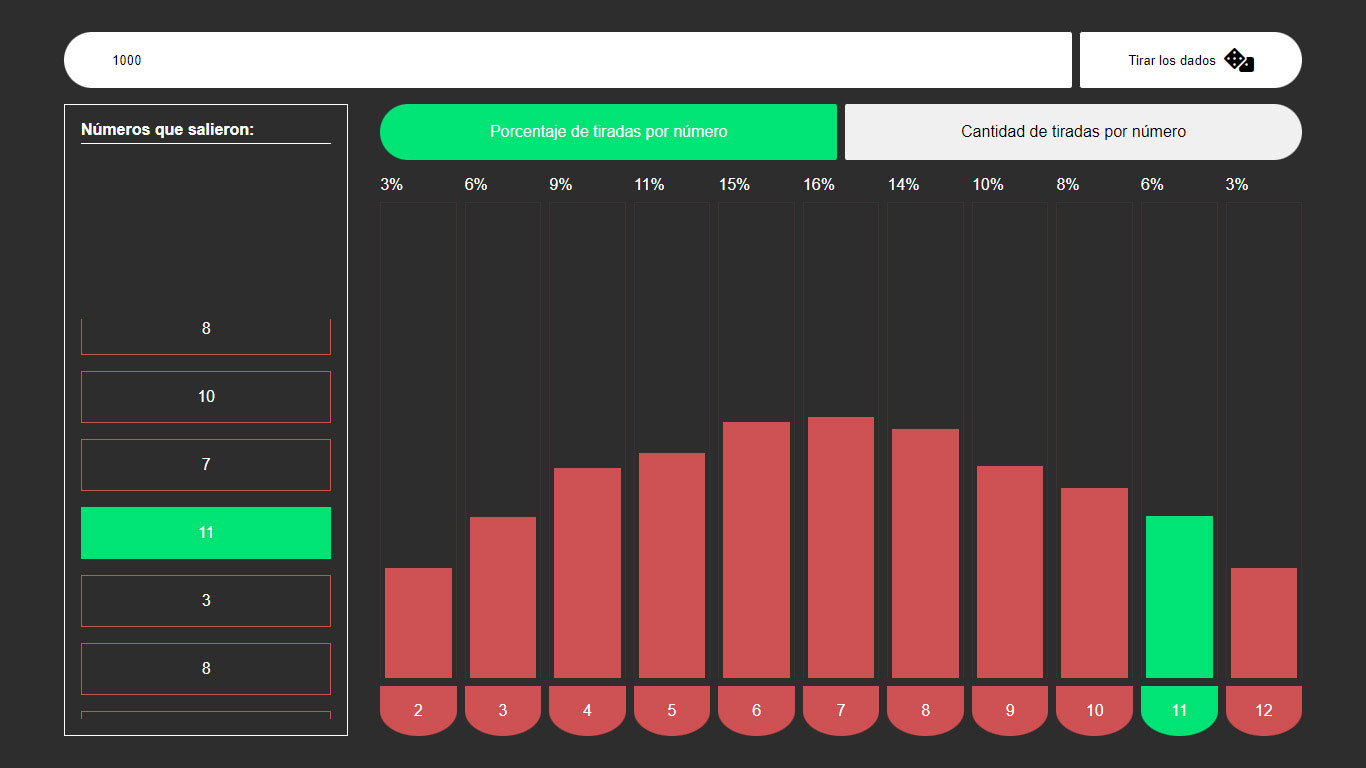 1000
Tirar los dados
Números que salieron:
8
10
7
11
3
8
Porcentaje de tiradas por número
Cantidad de tiradas por número
3% 6% 9% 11% 15% 16% 14% 10% 8% 6% 3%
2 3 4 5 6 7 8 9 10 11 12